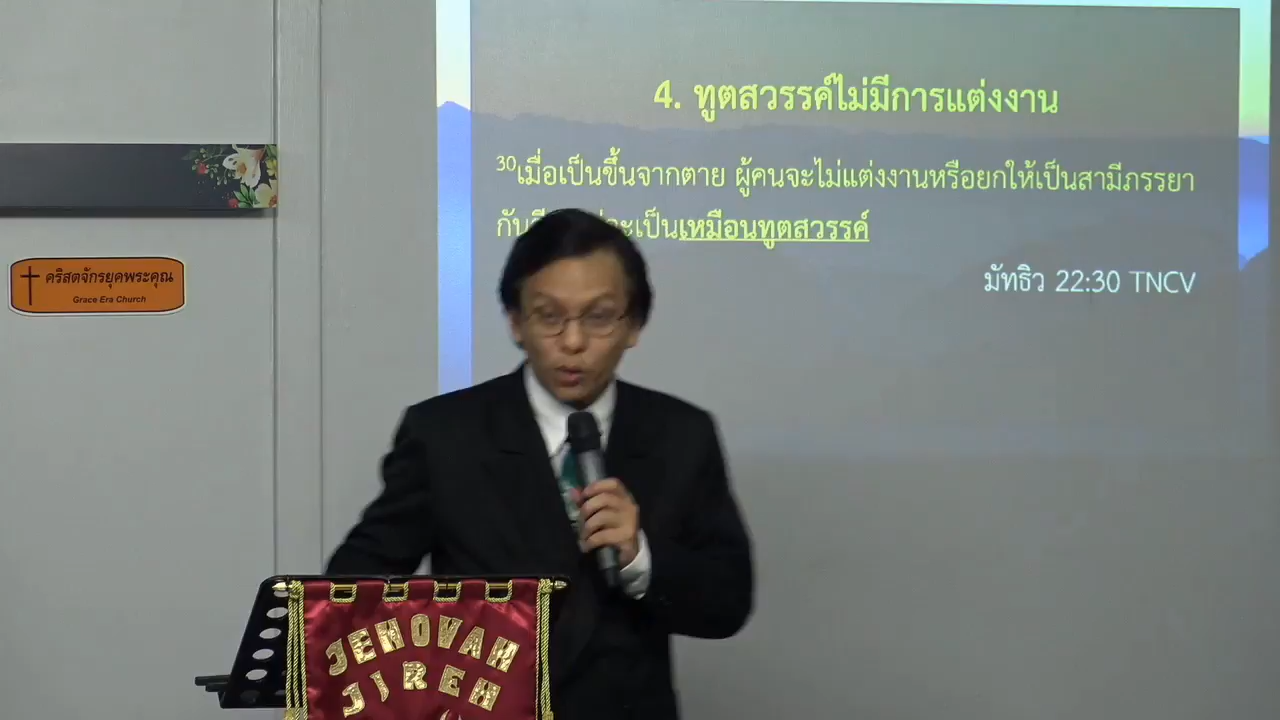 4. ทูตสวรรค์ไม่มีการแต่งงาน
30เมื่อเป็นขึ้นจากตาย ผู้คนจะไม่แต่งงานหรือยกให้เป็นสามีภรรยา
เป็นเหมือนทูตสวรรค์
มัทธิว 22:30 TNCV
คริสตจักรยุคพระคุณ
Grace Era Church
JEHOVAH
JIREH